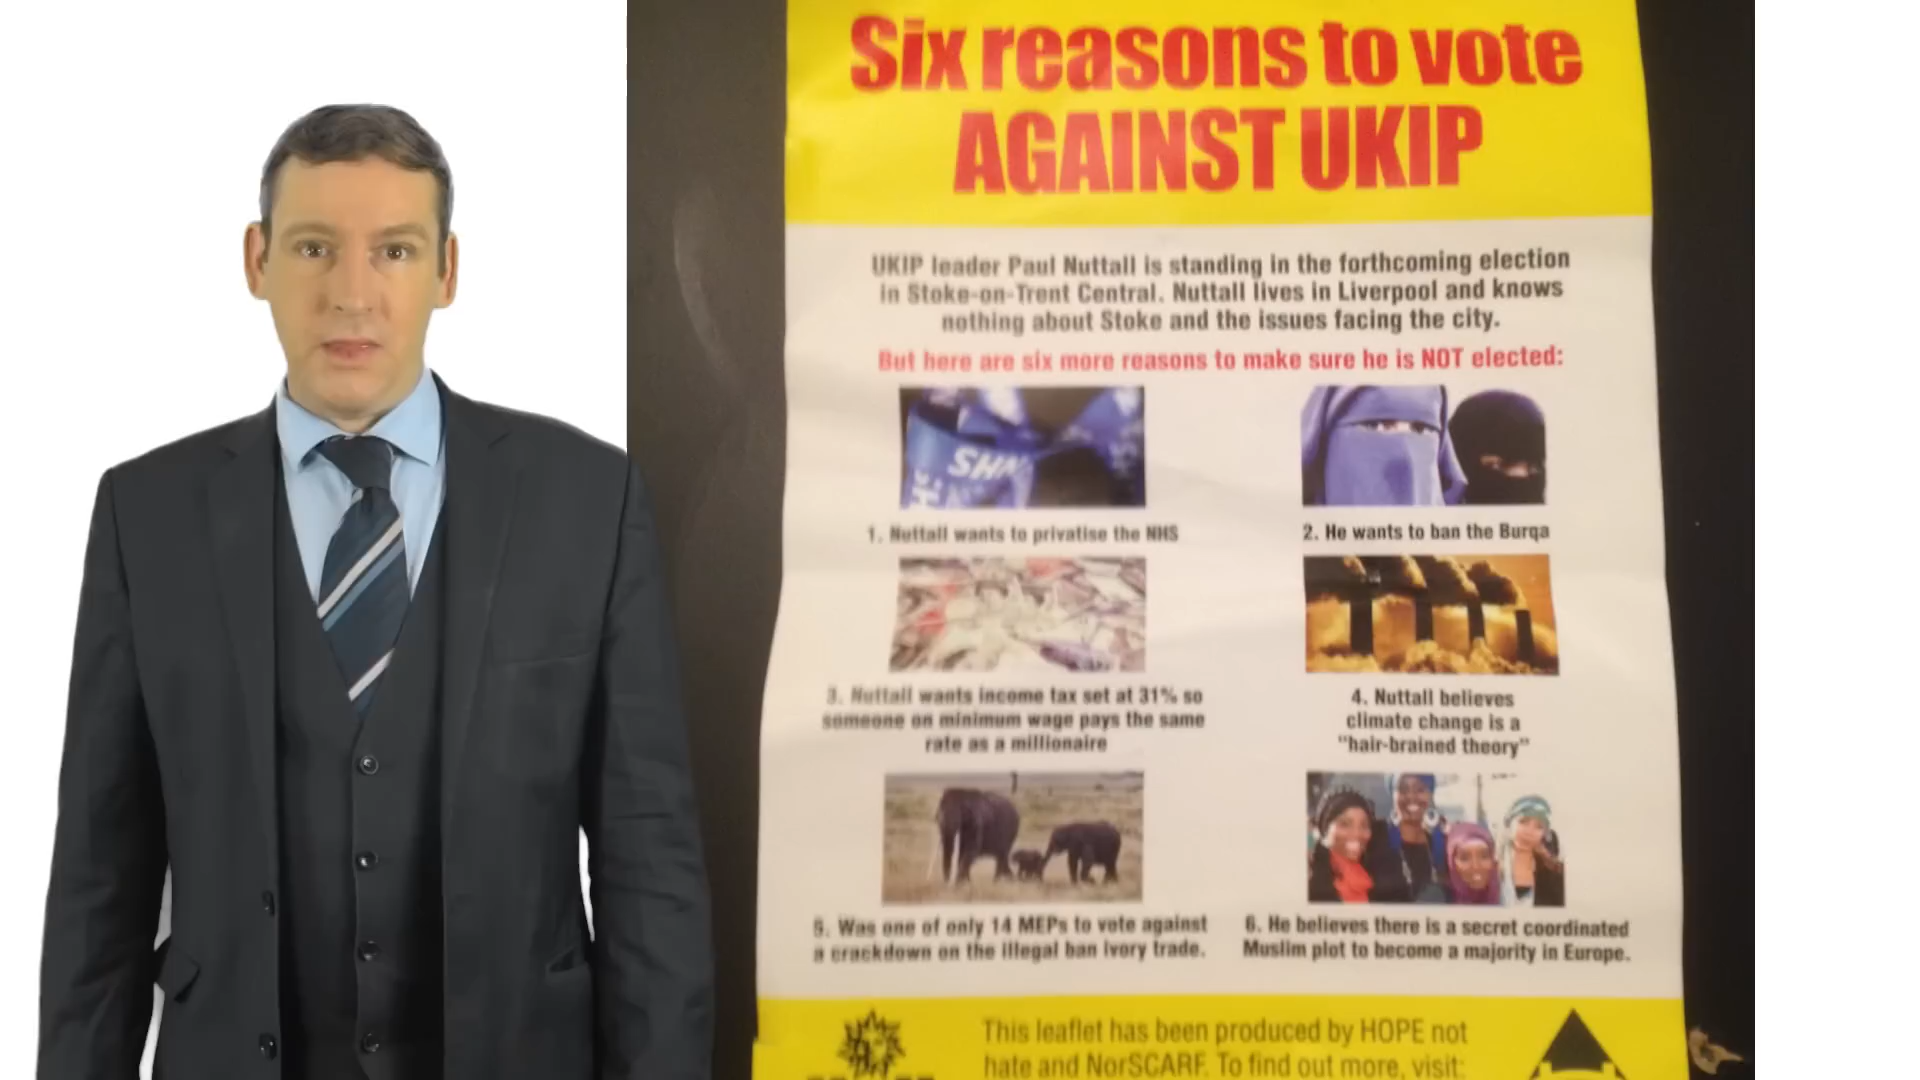 Six reasons to vote
AGAINST UKIP
UKIP leader Paul Nuttall is standing in the forthcoming election
in Stoke-on-Trent Central. Nuttall lives in Liverpool and knows
nothing about Stoke and the issues facing the city.
But here are six more reasons to make sure he is NOT elected:
NHS
1. Nuttall wants to privatise the NHS
2. He wants to ban the Burqa
3. Nuttall wants income tax set at 31% so
someone on minimum wage pays the same
rate as a millionaire
4. Nuttall believes
climate change is a
"hair-brained theory"
5. Was one of only 14 MEPs to vote against
a crackdown on the illegal ban ivory trade.
6. He believes there is a secret coordinated
Muslim plot to become a majority in Europe.
This leaflet has been produced by HOPE not
hate and NorSCARF. To find out more, visit: